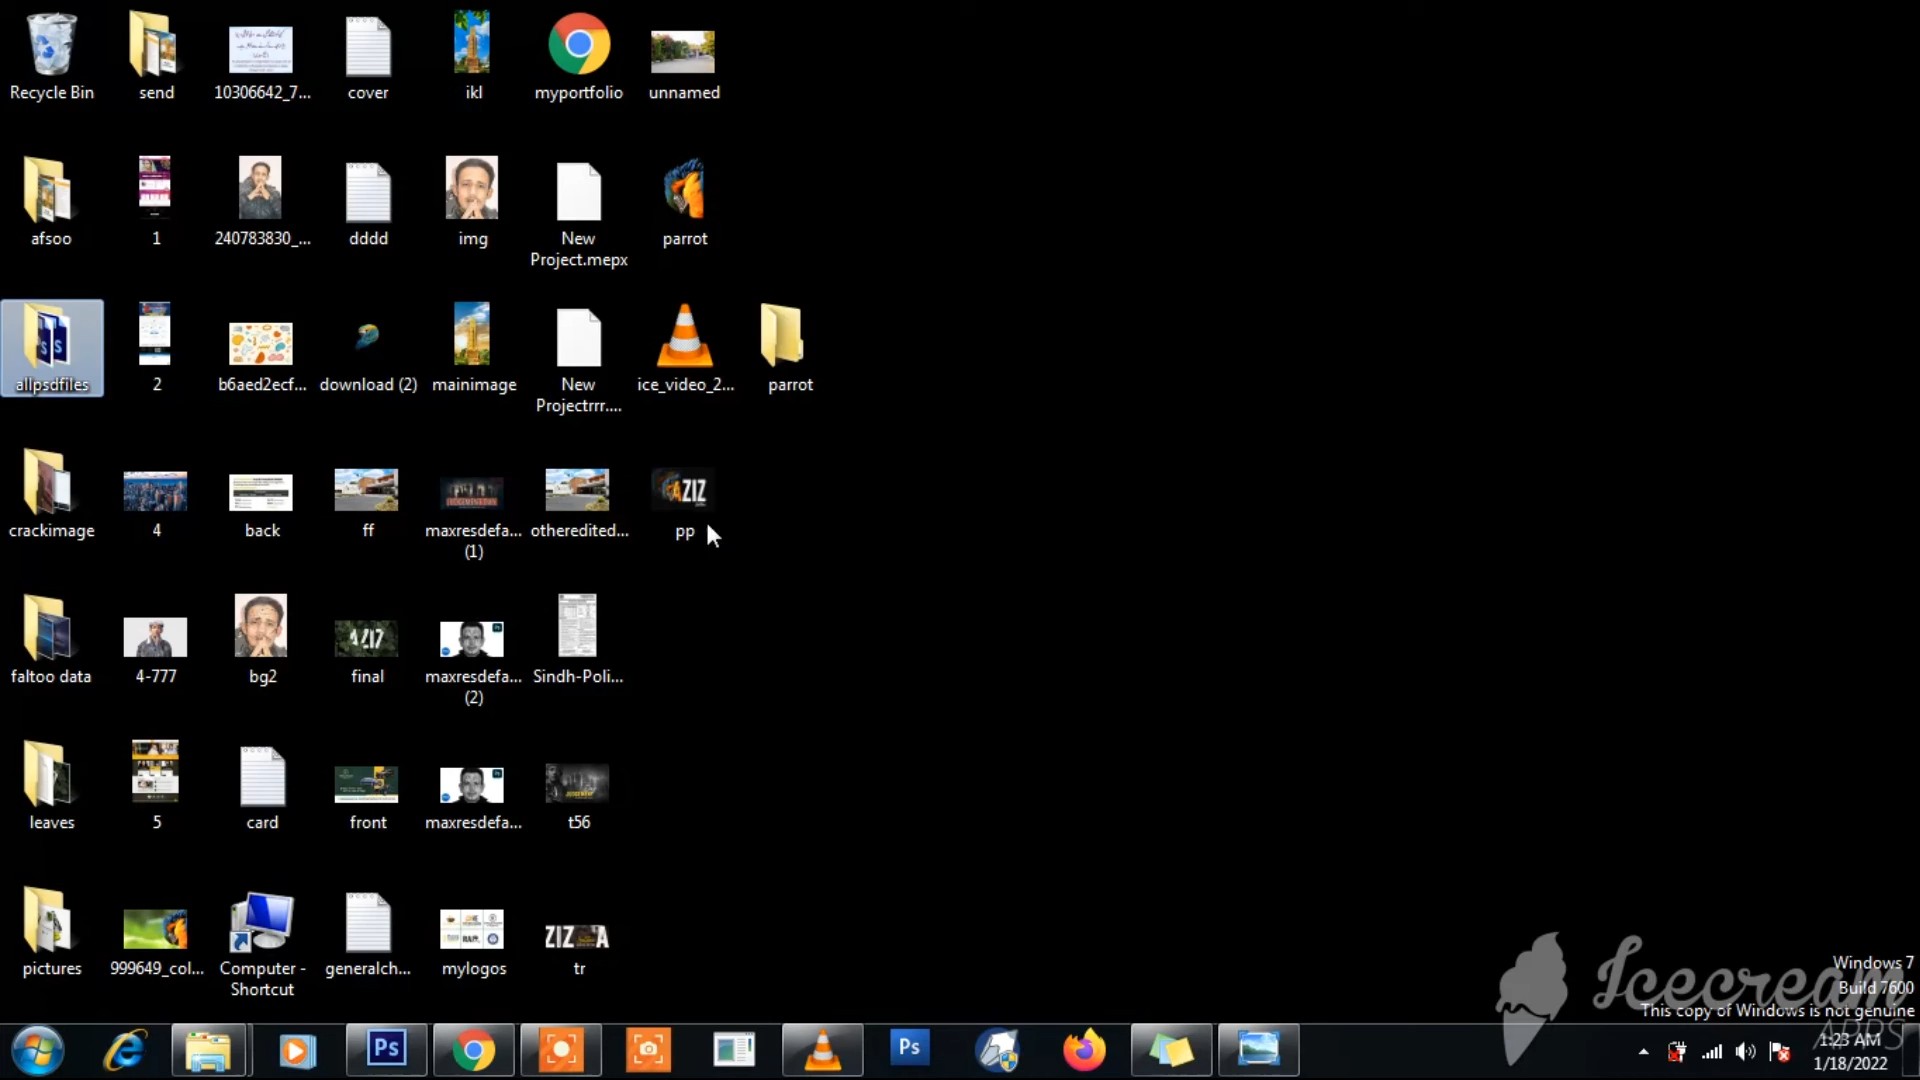 Recycle Bin
send
10306642_7...
cover
ikl
myportfolio
unnamed
afsoo
1
240783830_...
dddd
img
New
Project.mepx
parrot
allpsdfiles
2
b6aed2ecf...
download (2)
mainimage
New
Projectrrr....
ice_video_2...
parrot
crackimage
4
back
ff
maxresdefa...
(1)
otheredited...
AZIZ
pp
faltoo data
4-777
bg2
final
maxresdefa...
(2)
Sindh-Poli...
leaves
5
card
front
maxresdefa...
t56
pictures
999649_col...
Computer -
Shortcut
generalch...
mylogos
ZIZ A
tr
Icecream
APPS
Windows 7
Build 7600
This copy of Windows is not genuine
Ps
Ps
1:23 AM
1/18/2022